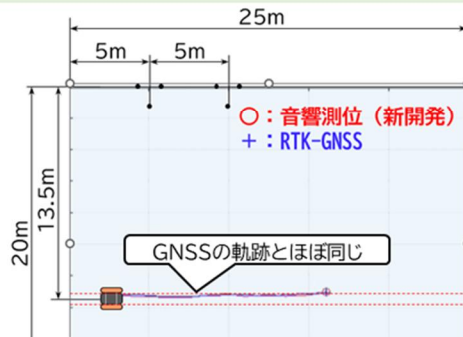 25m
5m
5m
○：音響測位（新開発）
+：RTK-GNSS
13.5m
20m
GNSSの軌跡とほぼ同じ